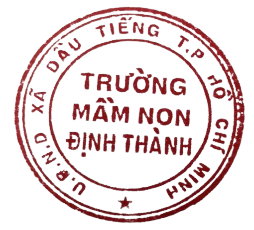 U.B.N.D XÃ DẦU TIẾNG T.P HỒ CHÍ MINH
TRƯỜNG
MẦM NON
ĐỊNH THÀNH